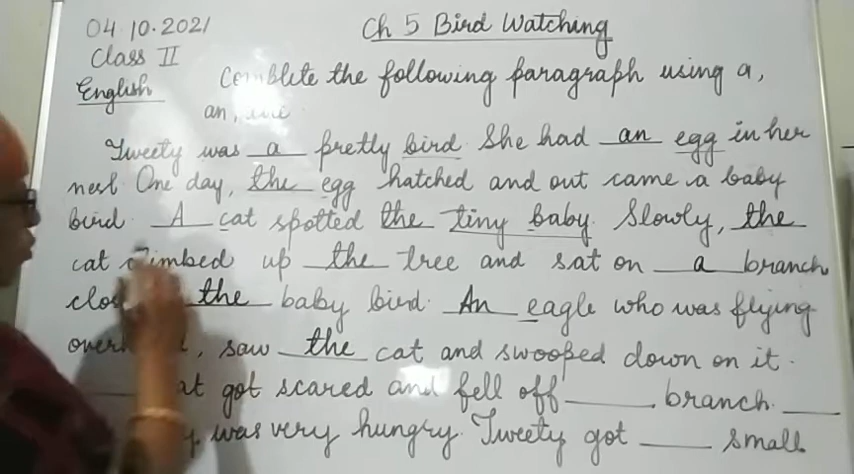 04.10.2021 Ch 5 Bird Watching
Class II
English Complete the following paragraph using a,
an, the
Tweety was a pretty bird. She had an egg in her
nest. One day, the egg hatched and out came a baby
bird. A cat spotted the tiny baby. Slowly, the
cat climbed up the tree and sat on a branch
the baby bird. An eagle who was flying
saw the cat and swooped down on it.
got scared and fell off ____ branch. ____
was very hungry. Tweety got ____ small